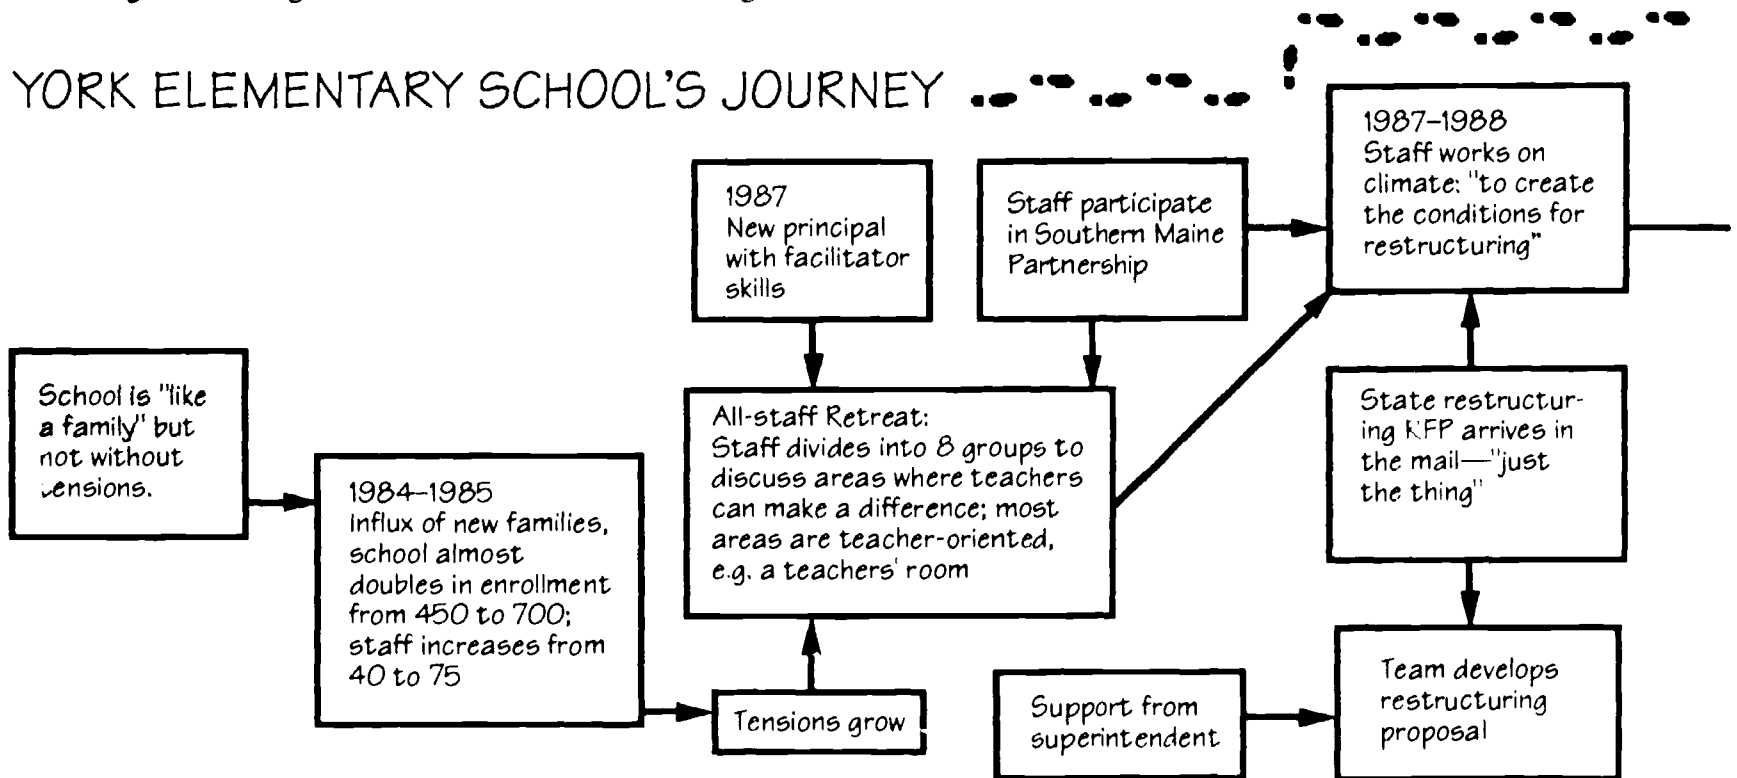 YORK ELEMENTARY SCHOOL'S JOURNEY
School is "like
a family" but
not without
tensions.
1984–1985
Influx of new families,
school almost
doubles in enrollment
from 450 to 700;
staff increases from
40 to 75
Tensions grow
1987
New principal
with facilitator
skills
All-staff Retreat:
Staff divides into 8 groups to
discuss areas where teachers
can make a difference; most
areas are teacher-oriented,
e.g. a teachers' room
Staff participate
in Southern Maine
Partnership
1987–1988
Staff works on
climate: "to create
the conditions for
restructuring"
State restructur-
ing RFP arrives in
the mail—"just
the thing"
Support from
superintendent
Team develops
restructuring
proposal